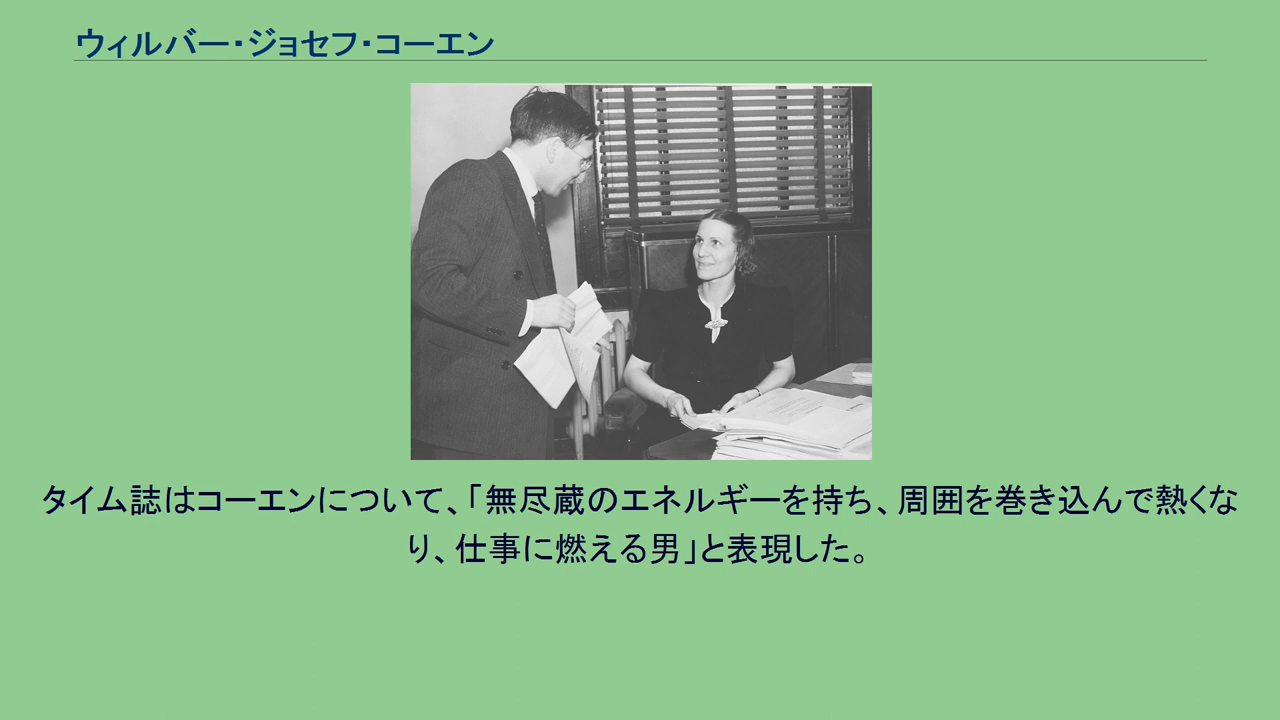 ウィルバー・ジョセフ・コーエン
タイム誌はコーエンについて、「無尽蔵のエネルギーを持ち、周囲を巻き込んで熱くな
り、仕事に燃える男」と表現した。